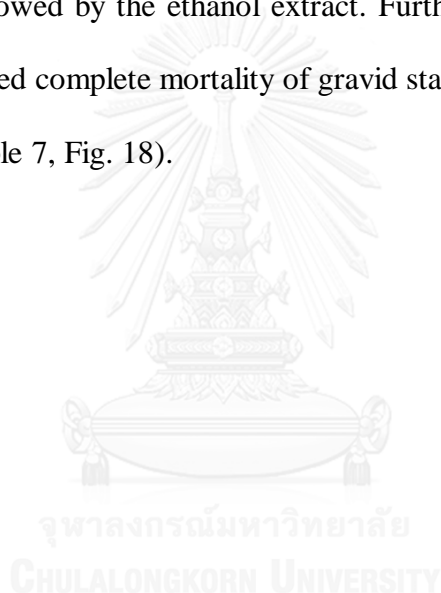 owed by the ethanol extract. Furth
ed complete mortality of gravid sta
le 7, Fig. 18).
จุฬาลงกรณ์มหาวิทยาลัย
CHULALONGKORN UNIVERSITY